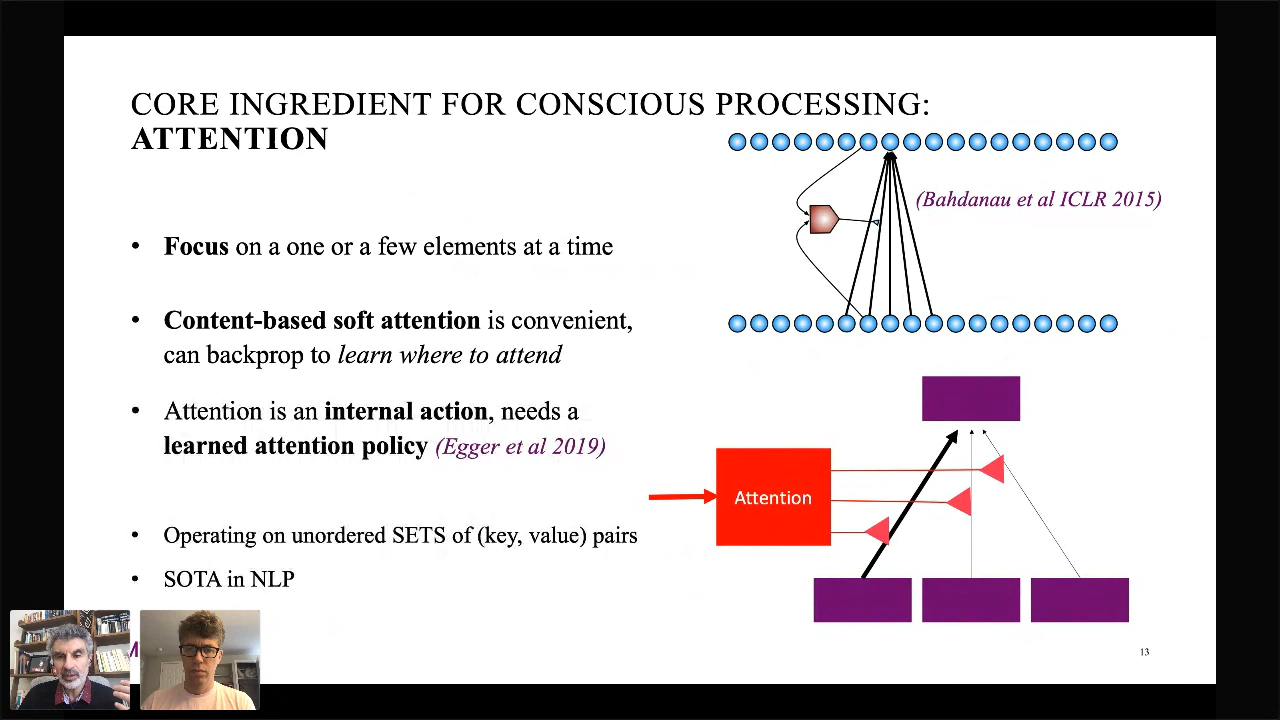 CORE INGREDIENT FOR CONSCIOUS PROCESSING:
ATTENTION
(Bahdanau et al ICLR 2015)
• Focus on a one or a few elements at a time
• Content-based soft attention is convenient,
can backprop to learn where to attend
• Attention is an internal action, needs a
learned attention policy (Egger et al 2019)
Attention
• Operating on unordered SETS of (key, value) pairs
• SOTA in NLP
13